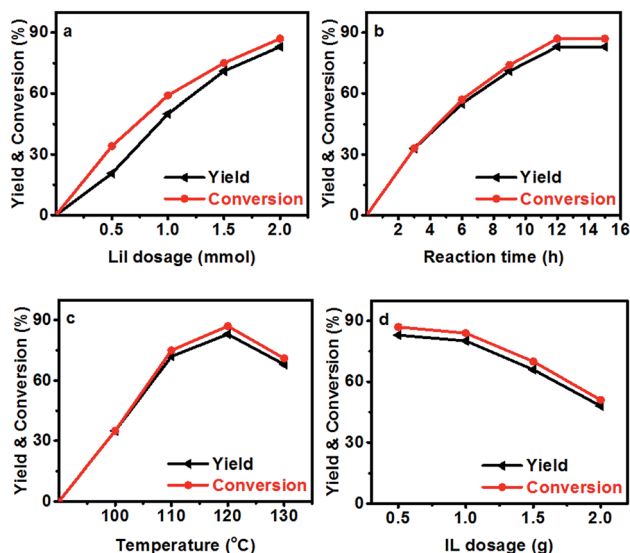 a
Yield & Conversion (%)
90
60
30
0
Yield
Conversion
0.5 1.0 1.5 2.0
LiI dosage (mmol)
b
Yield & Conversion (%)
90
60
30
0
Yield
Conversion
2 4 6 8 10 12 14 16
Reaction time (h)
c
Yield & Conversion (%)
90
60
30
0
Yield
Conversion
100 110 120 130
Temperature (°C)
d
Yield & Conversion (%)
90
60
30
0
Yield
Conversion
0.5 1.0 1.5 2.0
IL dosage (g)